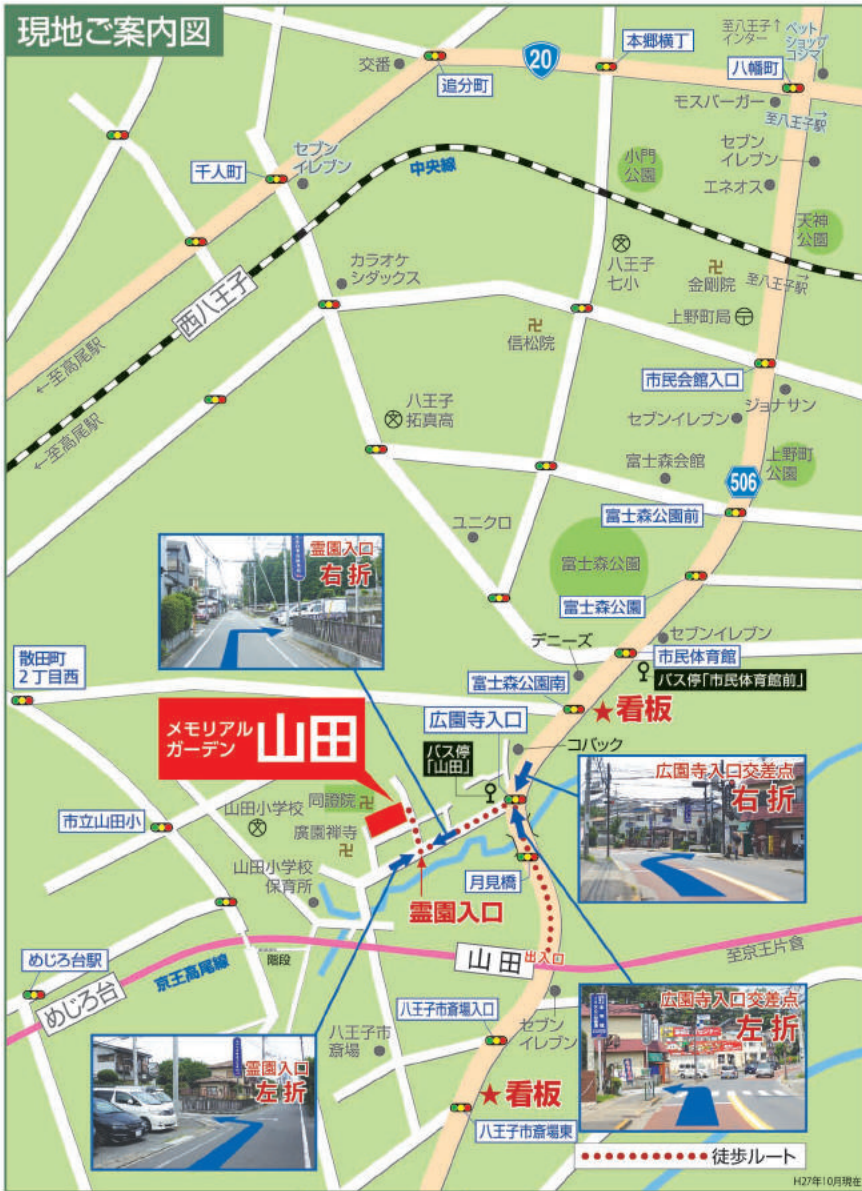 現地ご案内図
交番
追分町
20
本郷横丁
至八王子↑
インター
ペット
ショップ
コジマ
八幡町
モスバーガー
至八王子駅
セブン
イレブン
千人町
中央線
小門
公園
セブン
イレブン
エネオス
天神
公園
カラオケ
シダックス
文
八王子
七小
卍
金剛院
至八王子駅→
西八王子
上野町局
卍
信松院
←至高尾駅
市民会館入口
ジョナサン
←至高尾駅
文
八王子
拓真高
セブンイレブン
富士森会館
上野町
公園
506
ユニクロ
富士森公園前
霊園入口
右折
富士森公園
富士森公園
デニーズ
セブンイレブン
市民体育館
散田町
2丁目西
バス停「市民体育館前」
富士森公園南
★看板
メモリアル
ガーデン
山田
広園寺入口
コバック
バス停
「山田」
広園寺入口交差点
右折
山田小学校
文
同證院
卍
市立山田小
廣園禅寺
卍
山田小学校
保育所
月見橋
霊園入口
めじろ台駅
めじろ台
京王高尾線
階段
山田
出入口
至京王片倉
広園寺入口交差点
左折
八王子市斎場入口
セブン
イレブン
八王子市
斎場
霊園入口
左折
★看板
八王子市斎場東
徒歩ルート
H27年10月現在